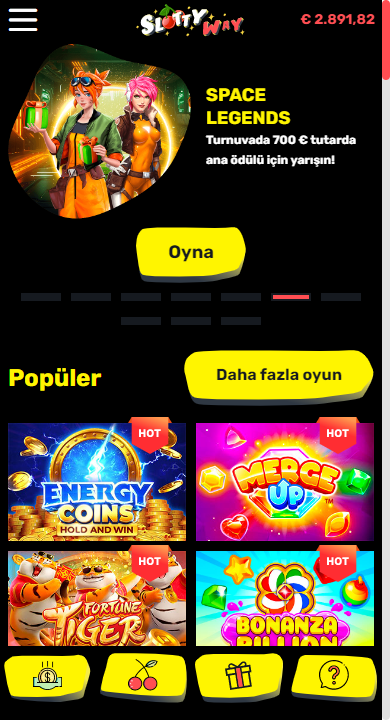 SLOTTY WAY
€ 2.891,82
SPACE
LEGENDS
Turnuvada 700 € tutarda
ana ödülü için yarışın!
Oyna
Popüler
Daha fazla oyun
HOT
HOT
ENERGY
COINS
HOLD AND WIN
MERGE
UP
HOT
HOT
FORTUNE
TIGER
BONANZA
BILLION